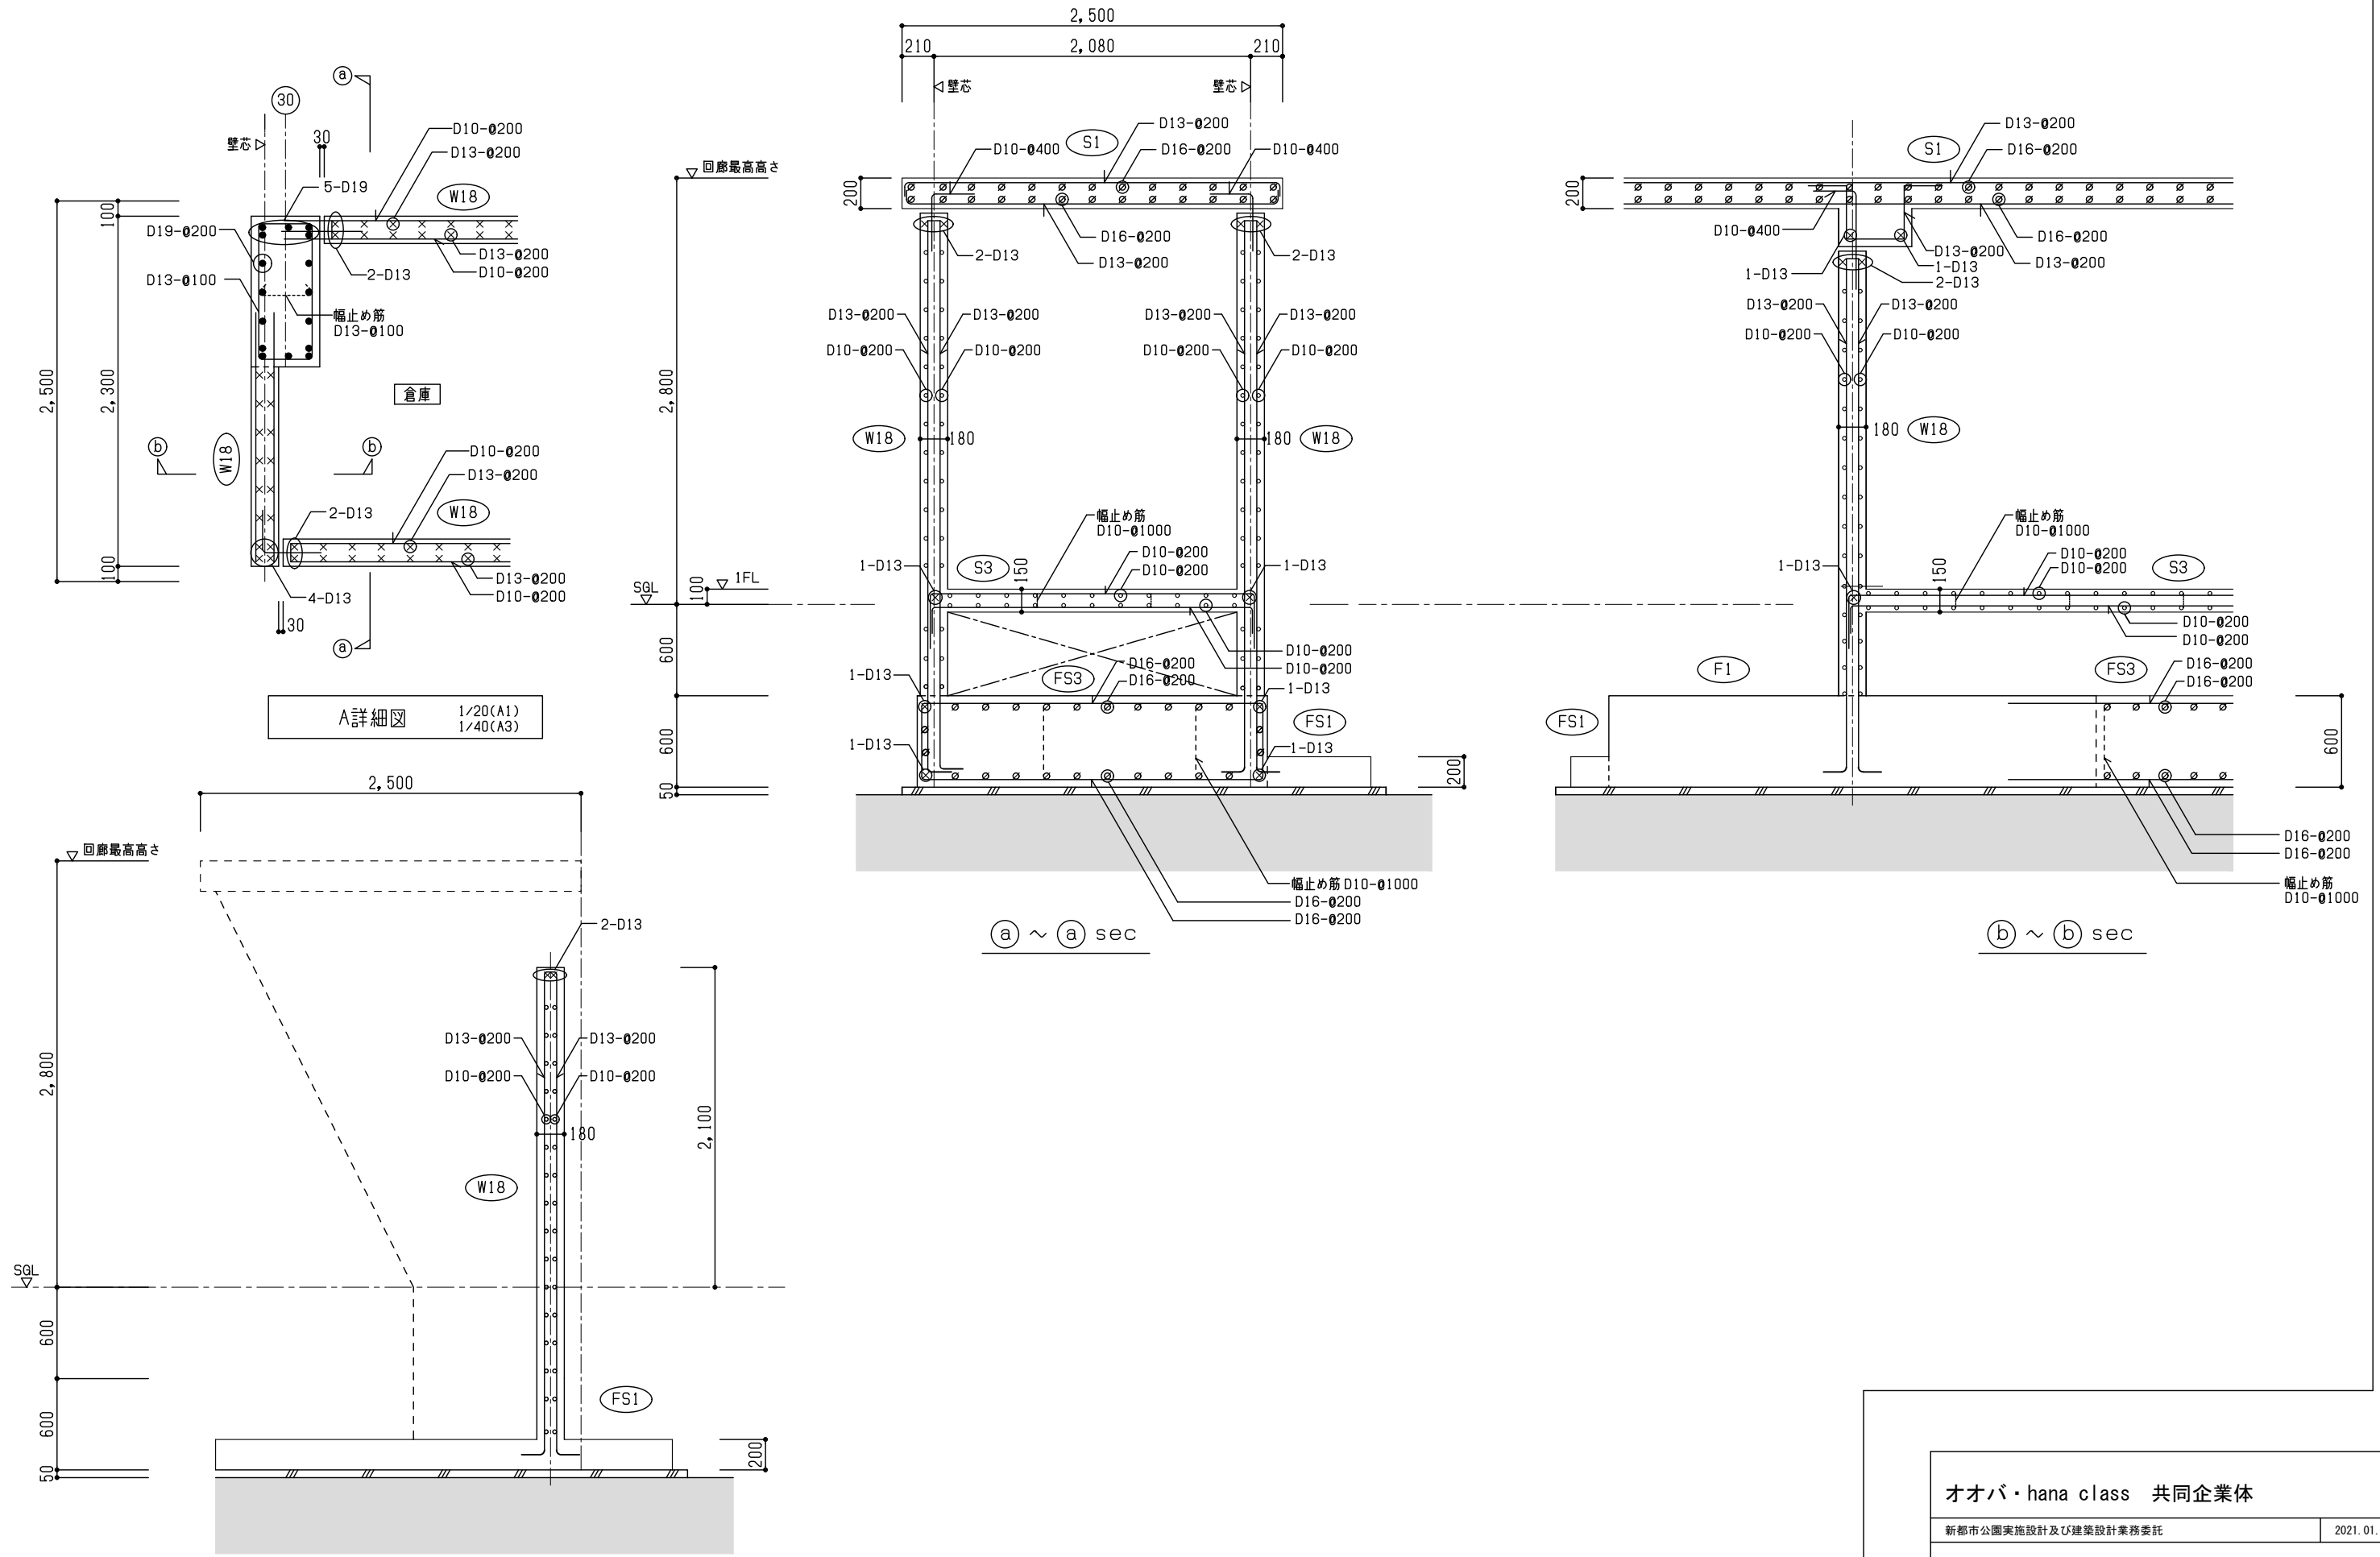 ⓐ
30
壁芯
30
D10-@200
D13-@200
5-D19
W18
2,500
100
2,300
100
D19-@200
D13-@100
D13-@200
D10-@200
2-D13
幅止め筋
D13-@100
倉庫
ⓑ
ⓑ
W18
D10-@200
D13-@200
W18
2-D13
D13-@200
D10-@200
4-D13
30
ⓐ
A詳細図
1/20(A1)
1/40(A3)
2,500
回廊最高高さ
2,800
SGL
600
600
50
2-D13
D13-@200
D13-@200
D10-@200
D10-@200
180
2,100
W18
FS1
200
2,500
210
2,080
210
壁芯
壁芯
回廊最高高さ
200
D10-@400
S1
D13-@200
D16-@200
D10-@400
2-D13
D16-@200
D13-@200
2-D13
2,800
D13-@200
D13-@200
D13-@200
D13-@200
D10-@200
D10-@200
D10-@200
D10-@200
W18
180
180
W18
幅止め筋
D10-@1000
D10-@200
D10-@200
1-D13
S3
150
1-D13
SGL
100
1FL
600
D10-@200
D10-@200
1-D13
FS3
D16-@200
D16-@200
1-D13
FS1
600
1-D13
1-D13
50
200
幅止め筋 D10-@1000
D16-@200
D16-@200
ⓐ ～ ⓐ sec
S1
D13-@200
D16-@200
200
D10-@400
D16-@200
D13-@200
D13-@200
1-D13
1-D13
2-D13
D13-@200
D13-@200
D10-@200
D10-@200
180
W18
幅止め筋
D10-@1000
D10-@200
D10-@200
1-D13
150
S3
D10-@200
D10-@200
F1
FS3
D16-@200
D16-@200
FS1
600
D16-@200
D16-@200
幅止め筋
D10-@1000
ⓑ ～ ⓑ sec
オオバ・hana class 共同企業体
新都市公園実施設計及び建築設計業務委託
2021.01.